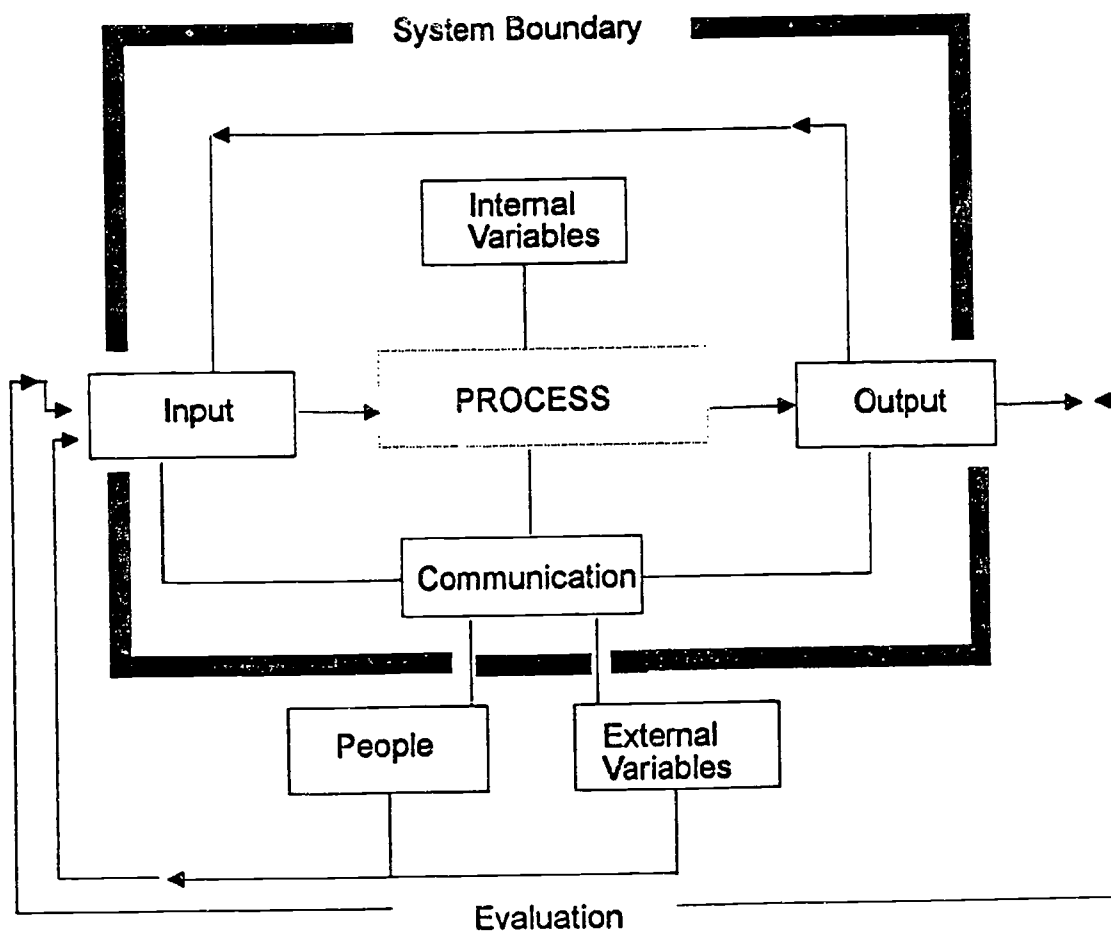 System Boundary
Internal
Variables
Input
PROCESS
Output
Communication
People
External
Variables
Evaluation